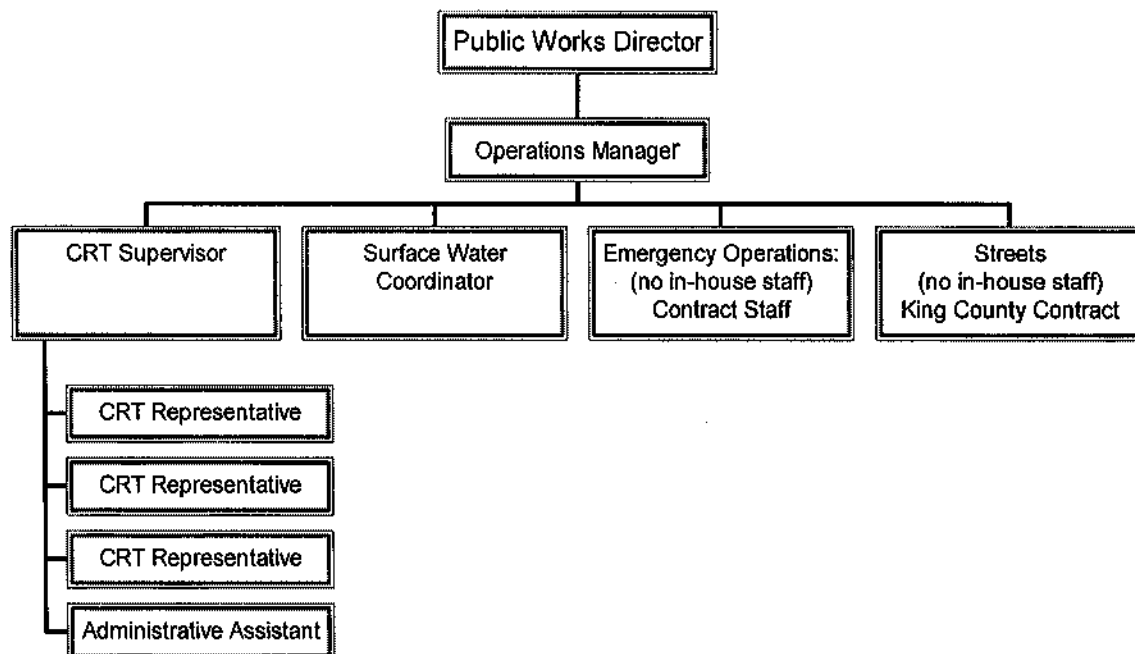 Public Works Director
Operations Manager
CRT Supervisor
Surface Water
Coordinator
Emergency Operations:
(no in-house staff)
Contract Staff
Streets
(no in-house staff)
King County Contract
CRT Representative
CRT Representative
CRT Representative
Administrative Assistant